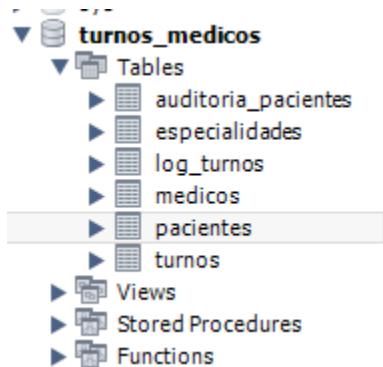 turnos_medicos
Tables
auditoria_pacientes
especialidades
log_turnos
medicos
pacientes
turnos
Views
Stored Procedures
Functions